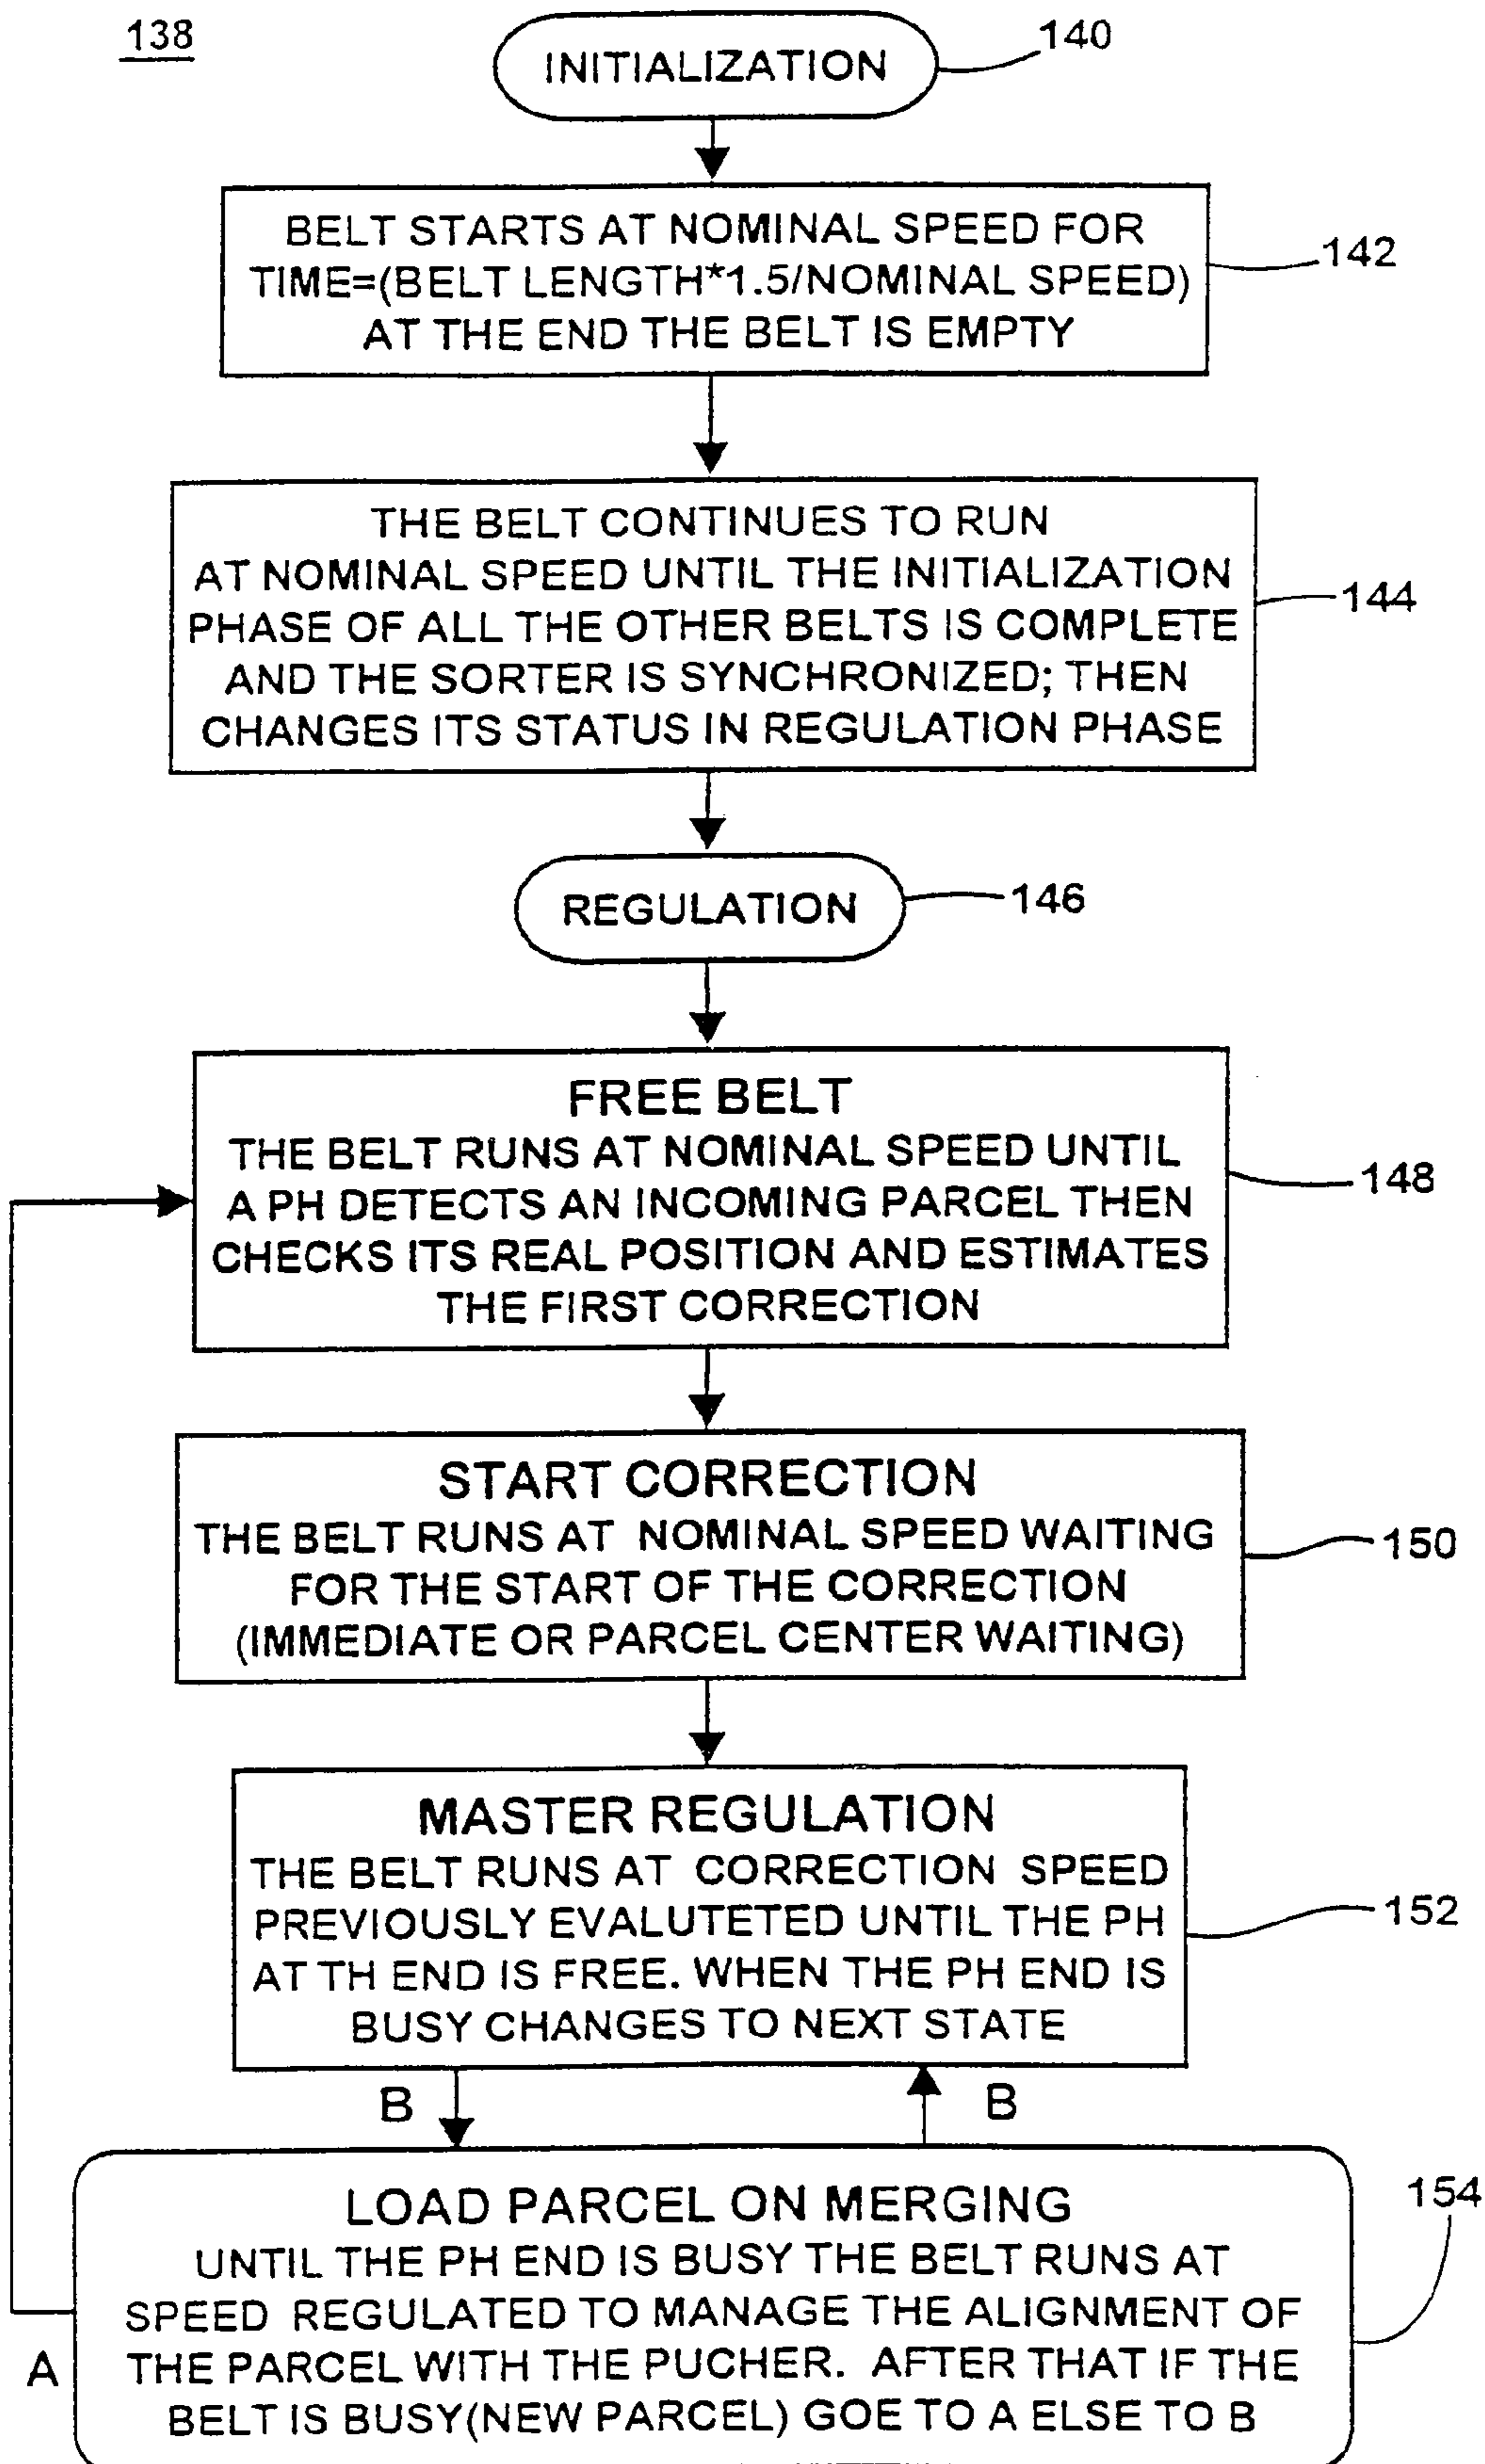 138
INITIALIZATION
140
BELT STARTS AT NOMINAL SPEED FOR
TIME=(BELT LENGTH*1.5/NOMINAL SPEED)
AT THE END THE BELT IS EMPTY
142
THE BELT CONTINUES TO RUN
AT NOMINAL SPEED UNTIL THE INITIALIZATION
PHASE OF ALL THE OTHER BELTS IS COMPLETE
AND THE SORTER IS SYNCHRONIZED; THEN
CHANGES ITS STATUS IN REGULATION PHASE
144
REGULATION
146
FREE BELT
THE BELT RUNS AT NOMINAL SPEED UNTIL
A PH DETECTS AN INCOMING PARCEL THEN
CHECKS ITS REAL POSITION AND ESTIMATES
THE FIRST CORRECTION
148
START CORRECTION
THE BELT RUNS AT NOMINAL SPEED WAITING
FOR THE START OF THE CORRECTION
(IMMEDIATE OR PARCEL CENTER WAITING)
150
MASTER REGULATION
THE BELT RUNS AT CORRECTION SPEED
PREVIOUSLY EVALUTETED UNTIL THE PH
AT TH END IS FREE. WHEN THE PH END IS
BUSY CHANGES TO NEXT STATE
152
B
B
LOAD PARCEL ON MERGING
UNTIL THE PH END IS BUSY THE BELT RUNS AT
SPEED REGULATED TO MANAGE THE ALIGNMENT OF
THE PARCEL WITH THE PUCHER. AFTER THAT IF THE
BELT IS BUSY(NEW PARCEL) GOE TO A ELSE TO B
154
A